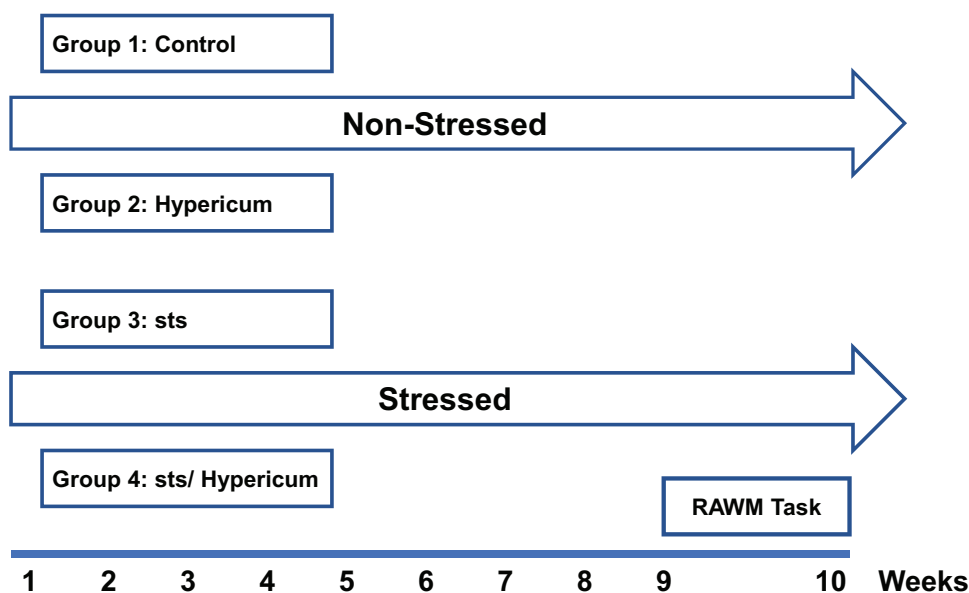 Group 1: Control
Non-Stressed
Group 2: Hypericum
Group 3: sts
Stressed
Group 4: sts/ Hypericum
RAWM Task
1 2 3 4 5 6 7 8 9 10 Weeks